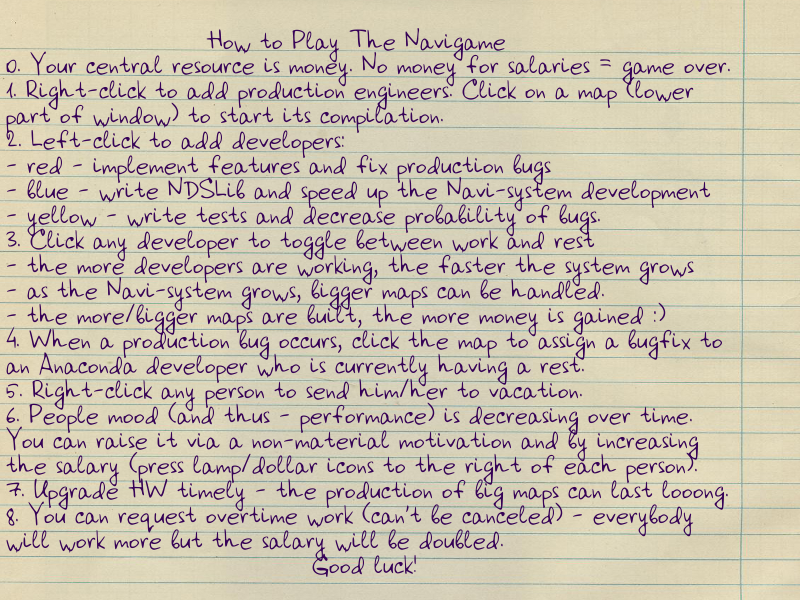 How to Play The Navigame
0. Your central resource is money. No money for salaries = game over.
1. Right-click to add production engineers. Click on a map (lower
part of window) to start its compilation.
2. Left-click to add developers:
- red - implement features and fix production bugs
- blue - write NDSLib and speed up the Navi-system development
- yellow - write tests and decrease probability of bugs.
3. Click any developer to toggle between work and rest
- the more developers are working, the faster the system grows
- as the Navi-system grows, bigger maps can be handled.
- the more/bigger maps are built, the more money is gained :)
4. When a production bug occurs, click the map to assign a bugfix to
an Anaconda developer who is currently having a rest.
5. Right-click any person to send him/her to vacation.
6. People mood (and thus - performance) is decreasing over time.
You can raise it via a non-material motivation and by increasing
the salary (press lamp/dollar icons to the right of each person).
7. Upgrade HW timely - the production of big maps can last looong.
8. You can request overtime work (can't be canceled) - everybody
will work more but the salary will be doubled.
Good luck!